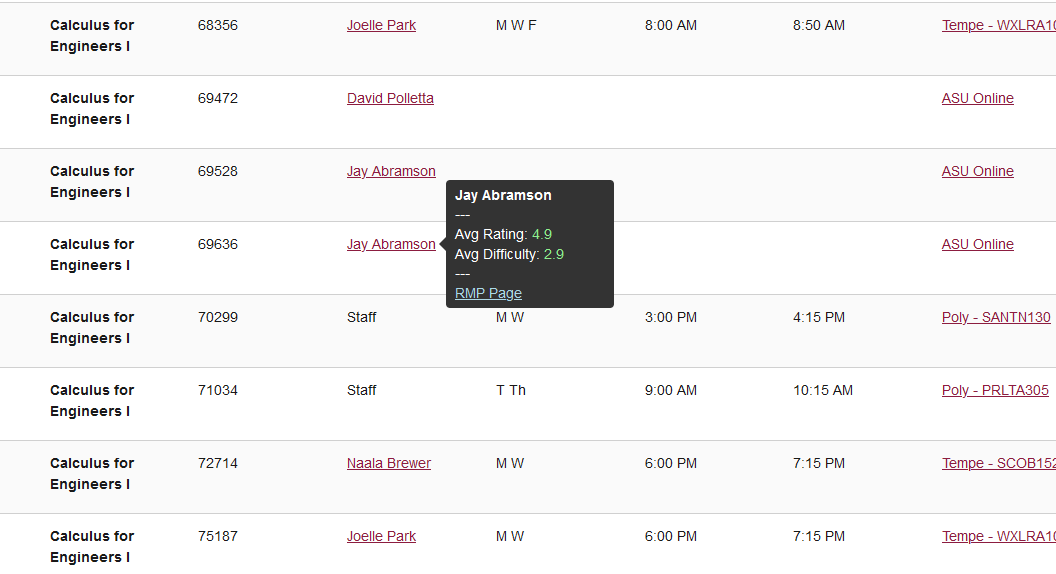 Calculus for Engineers I 68356 Joelle Park M W F 8:00 AM 8:50 AM Tempe - WXLRA10
Calculus for Engineers I 69472 David Polletta ASU Online
Calculus for Engineers I 69528 Jay Abramson ASU Online
Calculus for Engineers I 69636 Jay Abramson ASU Online
Jay Abramson
---
Avg Rating: 4.9
Avg Difficulty: 2.9
---
RMP Page
Calculus for Engineers I 70299 Staff M W 3:00 PM 4:15 PM Poly - SANTN130
Calculus for Engineers I 71034 Staff T Th 9:00 AM 10:15 AM Poly - PRLTA305
Calculus for Engineers I 72714 Naala Brewer M W 6:00 PM 7:15 PM Tempe - SCOB152
Calculus for Engineers I 75187 Joelle Park M W 6:00 PM 7:15 PM Tempe - WXLRA10